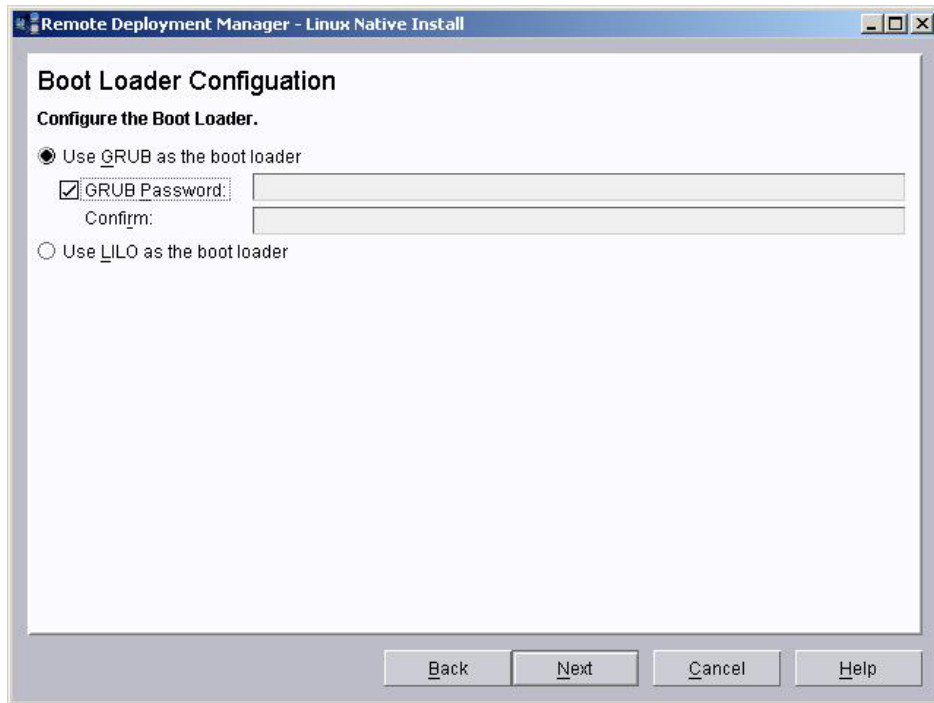 Remote Deployment Manager - Linux Native Install
Boot Loader Configuation
Configure the Boot Loader.
Use GRUB as the boot loader
GRUB Password:
Confirm:
Use LILO as the boot loader
Back Next Cancel Help